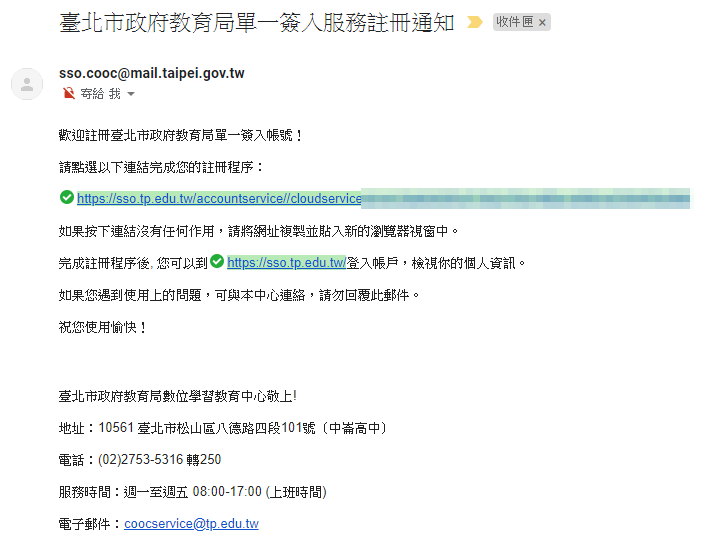 臺北市政府教育局單一簽入服務註冊通知 收件匣 ×
sso.cooc@mail.taipei.gov.tw
寄給 我
歡迎註冊臺北市政府教育局單一簽入帳號！
請點選以下連結完成您的註冊程序：
https://sso.tp.edu.tw/accountservice//cloudservice
如果按下連結沒有任何作用，請將網址複製並貼入新的瀏覽器視窗中。
完成註冊程序後, 您可以到 https://sso.tp.edu.tw/登入帳戶，檢視你的個人資訊。
如果您遇到使用上的問題，可與本中心連絡，請勿回覆此郵件。
祝您使用愉快！
臺北市政府教育局數位學習教育中心敬上!
地址：10561 臺北市松山區八德路四段101號〔中崙高中〕
電話：(02)2753-5316 轉250
服務時間：週一至週五 08:00-17:00 (上班時間)
電子郵件：coocservice@tp.edu.tw